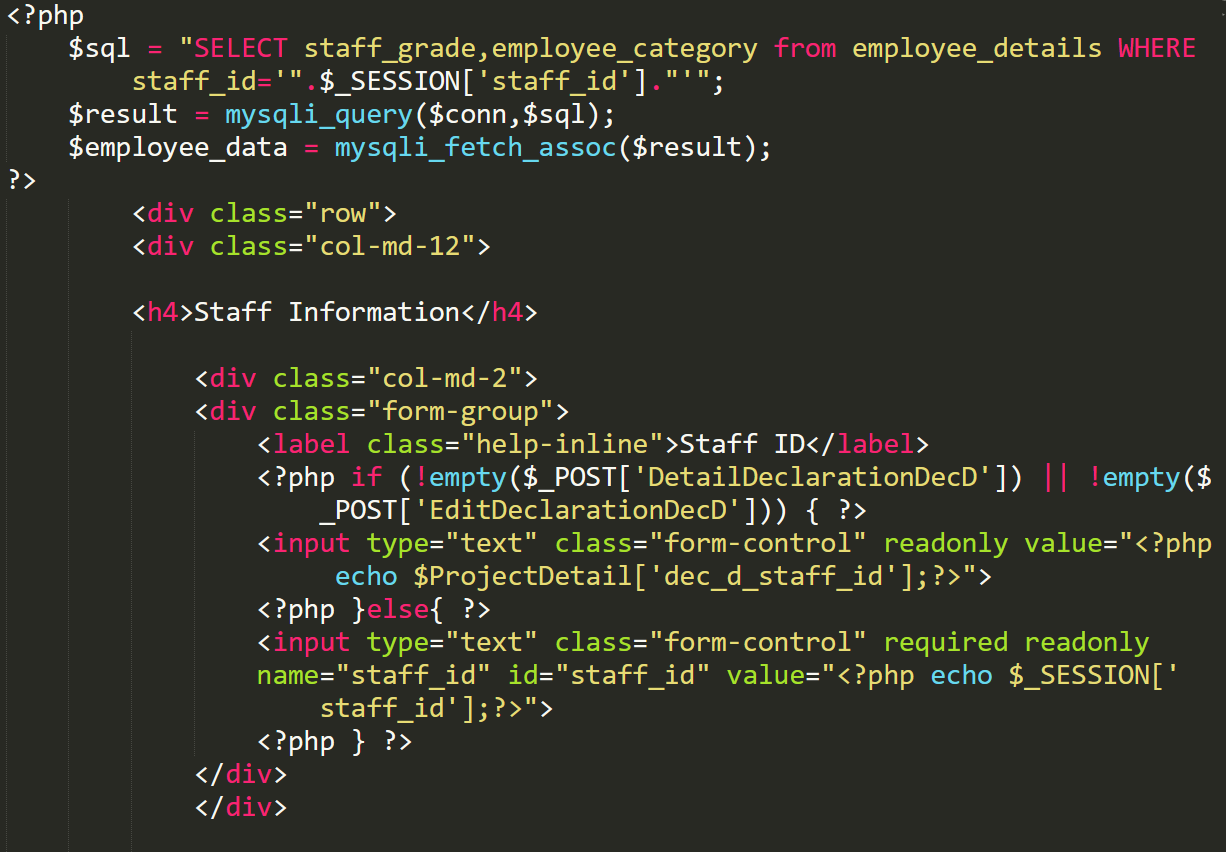 <?php
$sql = "SELECT staff_grade,employee_category from employee_details WHERE
staff_id='".$_SESSION['staff_id']."'";
$result = mysqli_query($conn,$sql);
$employee_data = mysqli_fetch_assoc($result);
?>
<div class="row">
<div class="col-md-12">
<h4>Staff Information</h4>
<div class="col-md-2">
<div class="form-group">
<label class="help-inline">Staff ID</label>
<?php if (!empty($_POST['DetailDeclarationDecD']) || !empty($
_POST['EditDeclarationDecD'])) { ?>
<input type="text" class="form-control" readonly value="<?php
echo $ProjectDetail['dec_d_staff_id'];?>">
<?php }else{ ?>
<input type="text" class="form-control" required readonly
name="staff_id" id="staff_id" value="<?php echo $_SESSION['
staff_id'];?>">
<?php } ?>
</div>
</div>